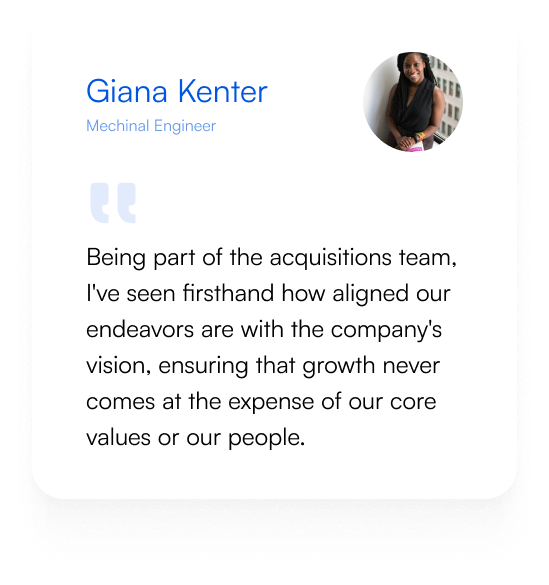 Giana Kenter
Mechinal Engineer
Being part of the acquisitions team,
I've seen firsthand how aligned our
endeavors are with the company's
vision, ensuring that growth never
comes at the expense of our core
values or our people.